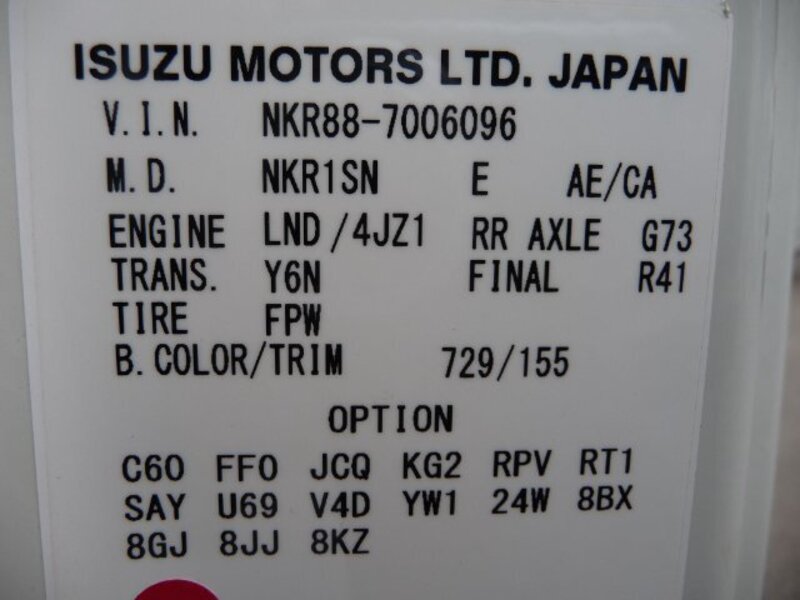 ISUZU MOTORS LTD. JAPAN
V.I.N. NKR88-7006096
M.D. NKR1SN E AE/CA
ENGINE LND/4JZ1 RR AXLE G73
TRANS. Y6N FINAL R41
TIRE FPW
B.COLOR/TRIM 729/155
OPTION
C60 FF0 JCQ KG2 RPV RT1
SAY U69 V4D YW1 24W 8BX
8GJ 8JJ 8KZ